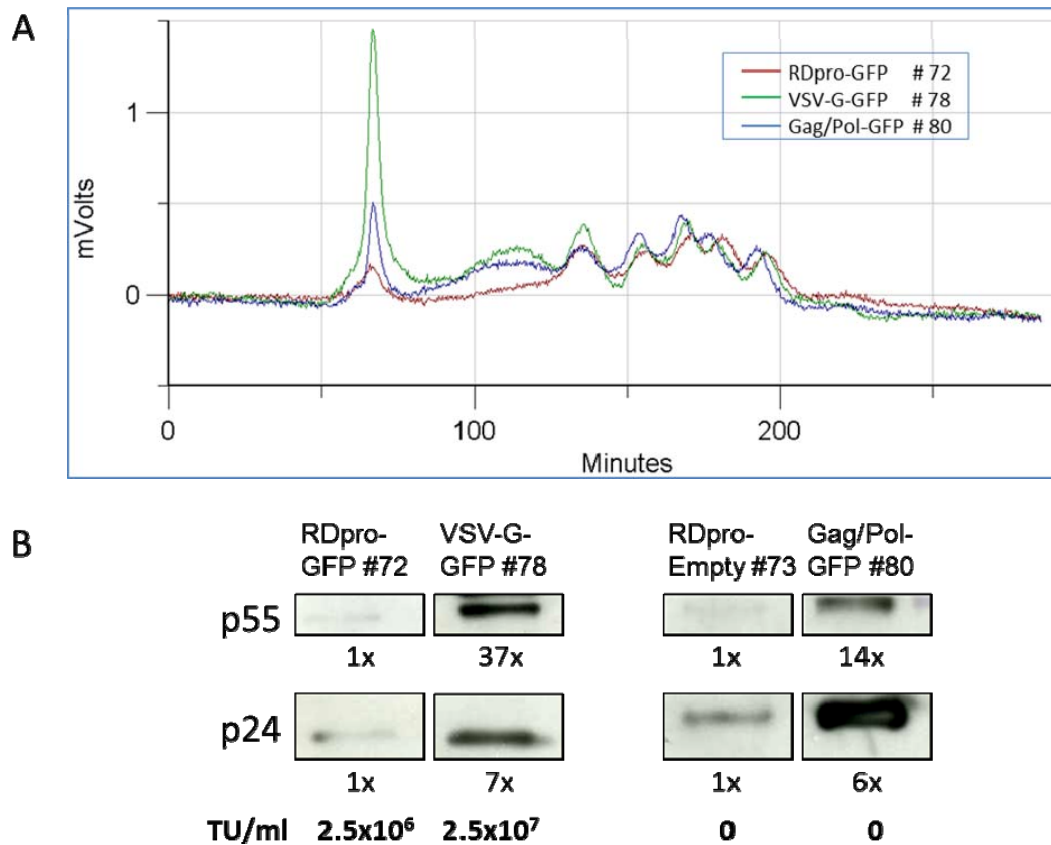 A
1
0
mVolts
RDpro-GFP # 72
VSV-G-GFP # 78
Gag/Pol-GFP # 80
0 100 200
Minutes
B
RDpro-GFP #72
VSV-G-GFP #78
RDpro-Empty #73
Gag/Pol-GFP #80
p55
1x 37x 1x 14x
p24
1x 7x 1x 6x
TU/ml 2.5x10⁶ 2.5x10⁷ 0 0